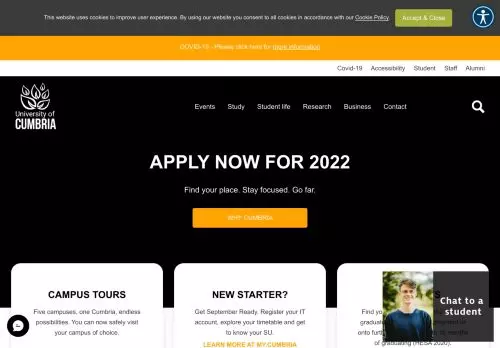 This website uses cookies to improve user experience. By using our website you consent to all cookies in accordance with our Cookie Policy.
Accept & Close
COVID-19 - Please click here for more information
Covid-19 Accessibility Student Staff Alumni
University of
CUMBRIA
Events Study Student life Research Business Contact
APPLY NOW FOR 2022
Find your place. Stay focused. Go far.
WHY CUMBRIA
CAMPUS TOURS
Five campuses, one Cumbria, endless
possibilities. You can now safely visit
your campus of choice.
NEW STARTER?
Get September Ready. Register your IT
account, explore your timetable and get
to know your SU.
LEARN MORE AT MY.CUMBRIA
Find
graduat
onto
of graduating (HESA 2020).
Chat to a
student